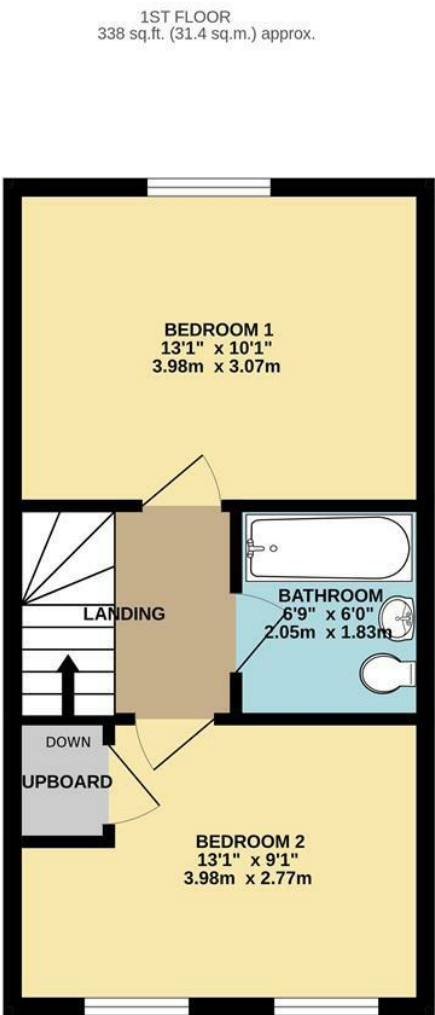 1ST FLOOR
338 sq.ft. (31.4 sq.m.) approx.
BEDROOM 1
13'1" x 10'1"
3.98m x 3.07m
LANDING
BATHROOM
6'9" x 6'0"
2.05m x 1.83m
DOWN
UPBOARD
BEDROOM 2
13'1" x 9'1"
3.98m x 2.77m